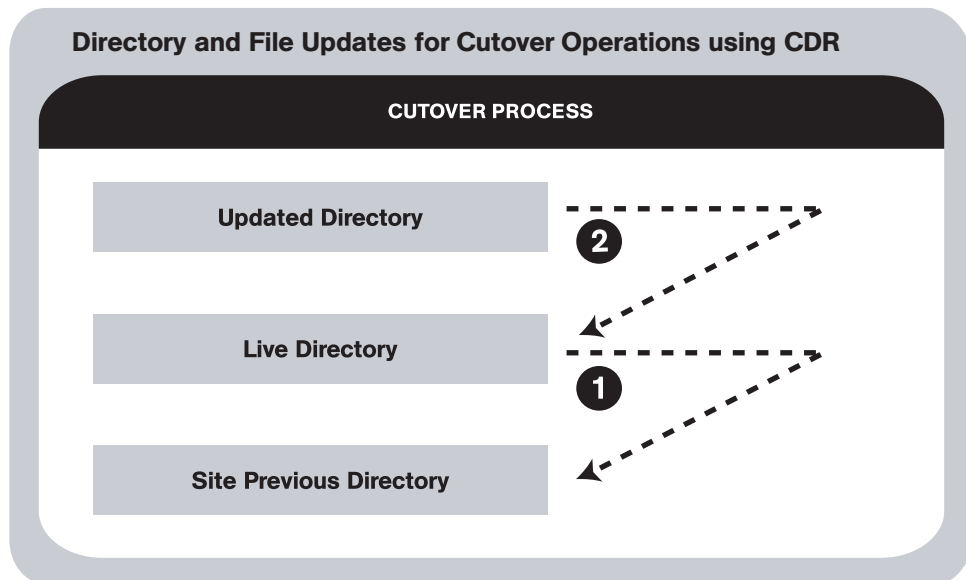 Directory and File Updates for Cutover Operations using CDR
CUTOVER PROCESS
Updated Directory
2
Live Directory
1
Site Previous Directory